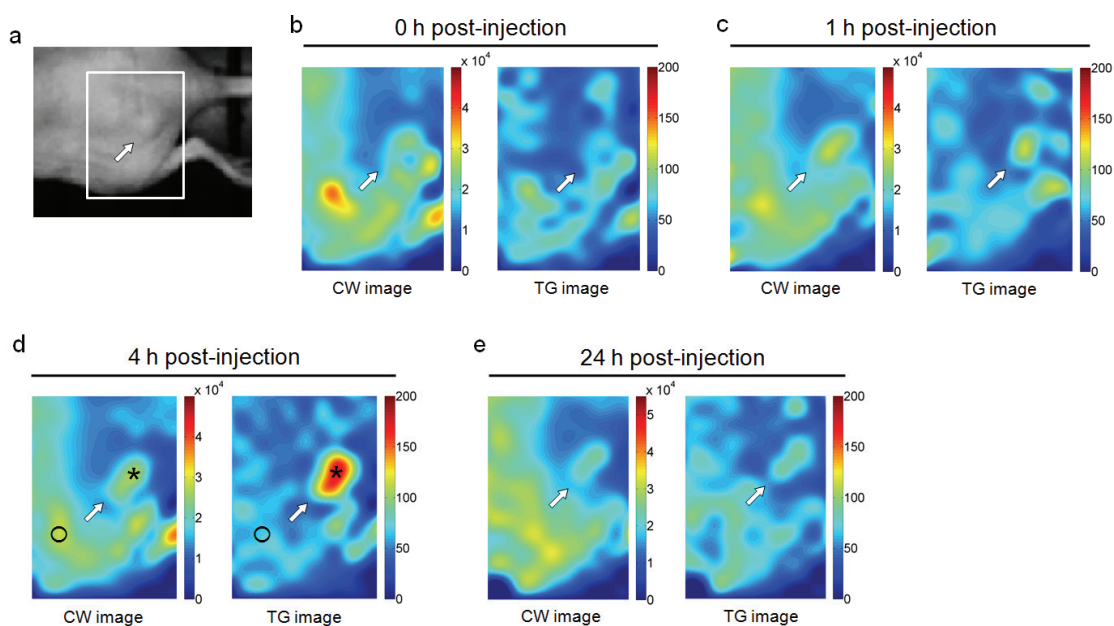 a
b
0 h post-injection
c
1 h post-injection
x 10⁴
4
3
2
1
0
200
150
100
50
0
x 10⁴
4
3
2
1
0
200
150
100
50
0
CW image
TG image
CW image
TG image
d
4 h post-injection
e
24 h post-injection
x 10⁴
4
3
2
1
0
200
150
100
50
0
x 10⁴
5
4
3
2
1
0
200
150
100
50
0
*
*
CW image
TG image
CW image
TG image